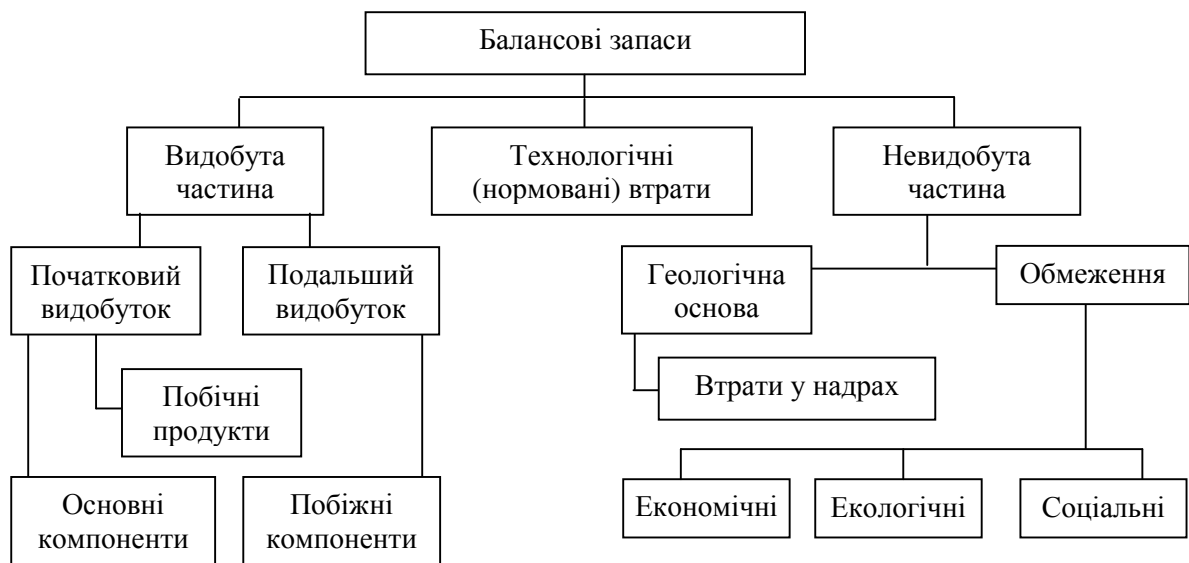 Балансові запаси
Видобута
частина
Технологічні
(нормовані) втрати
Невидобута
частина
Початковий
видобуток
Подальший
видобуток
Геологічна
основа
Обмеження
Побічні
продукти
Втрати у надрах
Основні
компоненти
Побіжні
компоненти
Економічні
Екологічні
Соціальні